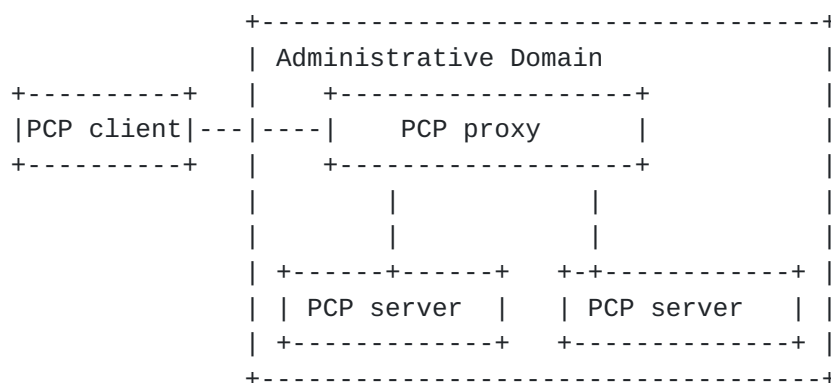 Administrative Domain
PCP client PCP proxy
PCP server PCP server